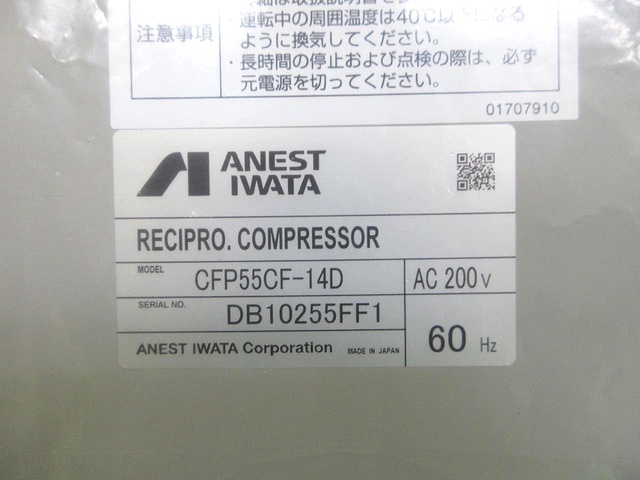 ・運転中の周囲温度は40℃以下になる
注意事項
ように換気してください。
・長時間の停止および点検の際は、必ず
元電源を切ってください。
01707910
ANEST
IWATA
RECIPRO. COMPRESSOR
MODEL CFP55CF-14D AC 200V
SERIAL NO. DB10255FF1
60 Hz
ANEST IWATA Corporation MADE IN JAPAN